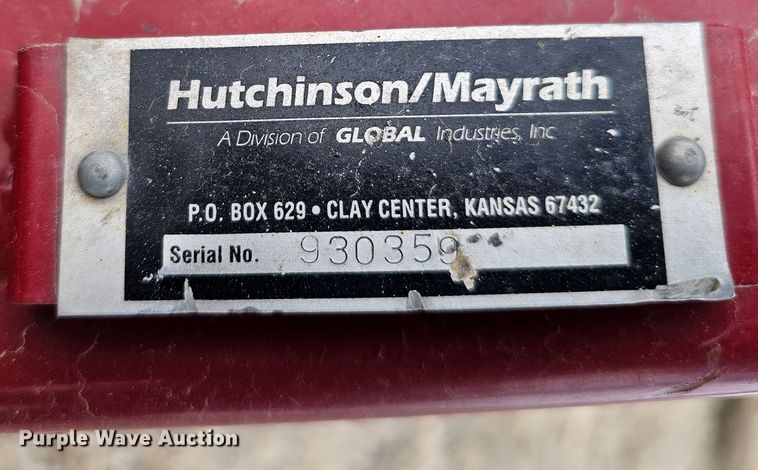 Hutchinson/Mayrath
A Division of GLOBAL Industries, Inc
P.O. BOX 629 • CLAY CENTER, KANSAS 67432
Serial No. 930359
Purple Wave Auction